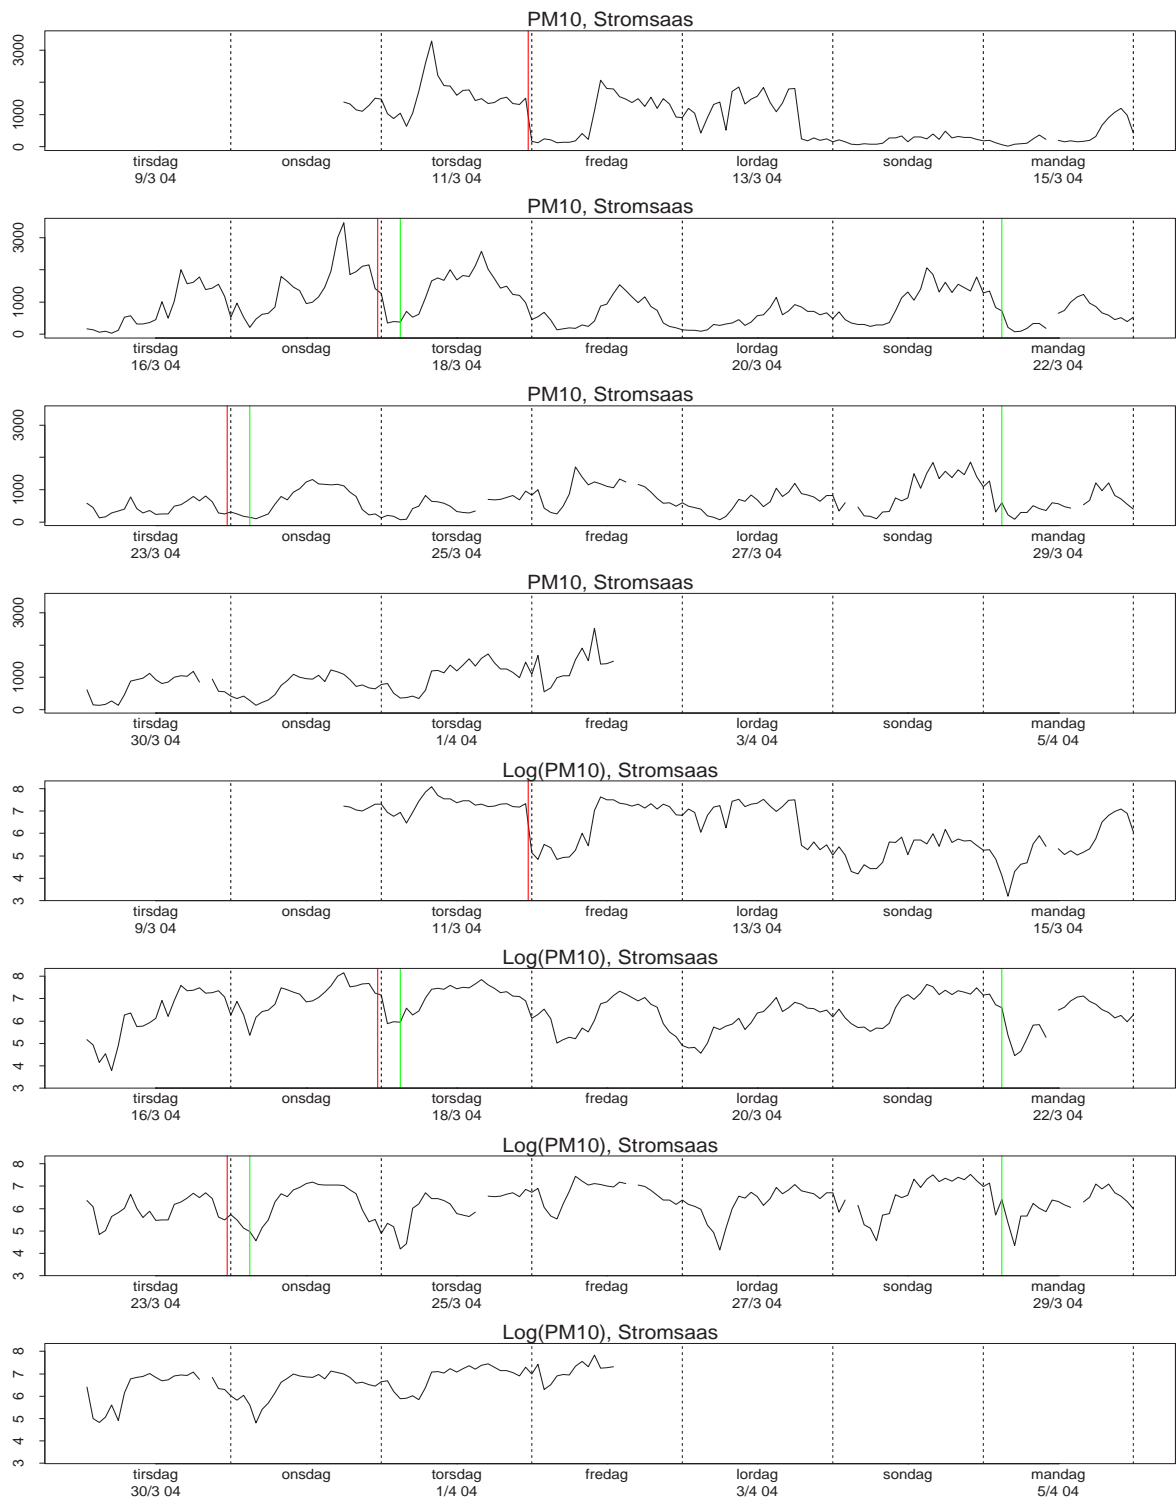 PM10, Stromsaas
3000
1000
0
tirsdag onsdag torsdag fredag lordag sondag mandag
9/3 04 11/3 04 13/3 04 15/3 04
PM10, Stromsaas
3000
1000
0
tirsdag onsdag torsdag fredag lordag sondag mandag
16/3 04 18/3 04 20/3 04 22/3 04
PM10, Stromsaas
3000
1000
0
tirsdag onsdag torsdag fredag lordag sondag mandag
23/3 04 25/3 04 27/3 04 29/3 04
PM10, Stromsaas
3000
1000
0
tirsdag onsdag torsdag fredag lordag sondag mandag
30/3 04 1/4 04 3/4 04 5/4 04
Log(PM10), Stromsaas
8
7
6
5
4
3
tirsdag onsdag torsdag fredag lordag sondag mandag
9/3 04 11/3 04 13/3 04 15/3 04
Log(PM10), Stromsaas
8
7
6
5
4
3
tirsdag onsdag torsdag fredag lordag sondag mandag
16/3 04 18/3 04 20/3 04 22/3 04
Log(PM10), Stromsaas
8
7
6
5
4
3
tirsdag onsdag torsdag fredag lordag sondag mandag
23/3 04 25/3 04 27/3 04 29/3 04
Log(PM10), Stromsaas
8
7
6
5
4
3
tirsdag onsdag torsdag fredag lordag sondag mandag
30/3 04 1/4 04 3/4 04 5/4 04